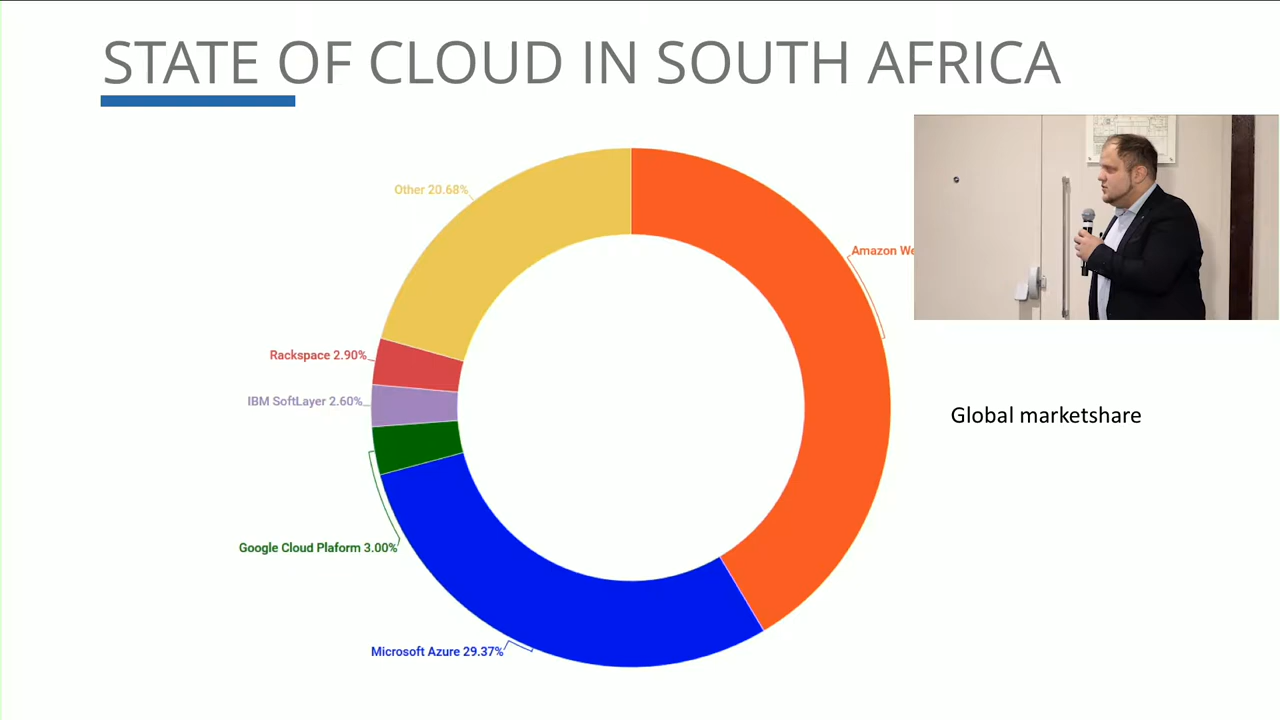 STATE OF CLOUD IN SOUTH AFRICA
Other 20.68%
Amazon
Rackspace 2.90%
IBM SoftLayer 2.60%
Global marketshare
Google Cloud Plaform 3.00%
Microsoft Azure 29.37%